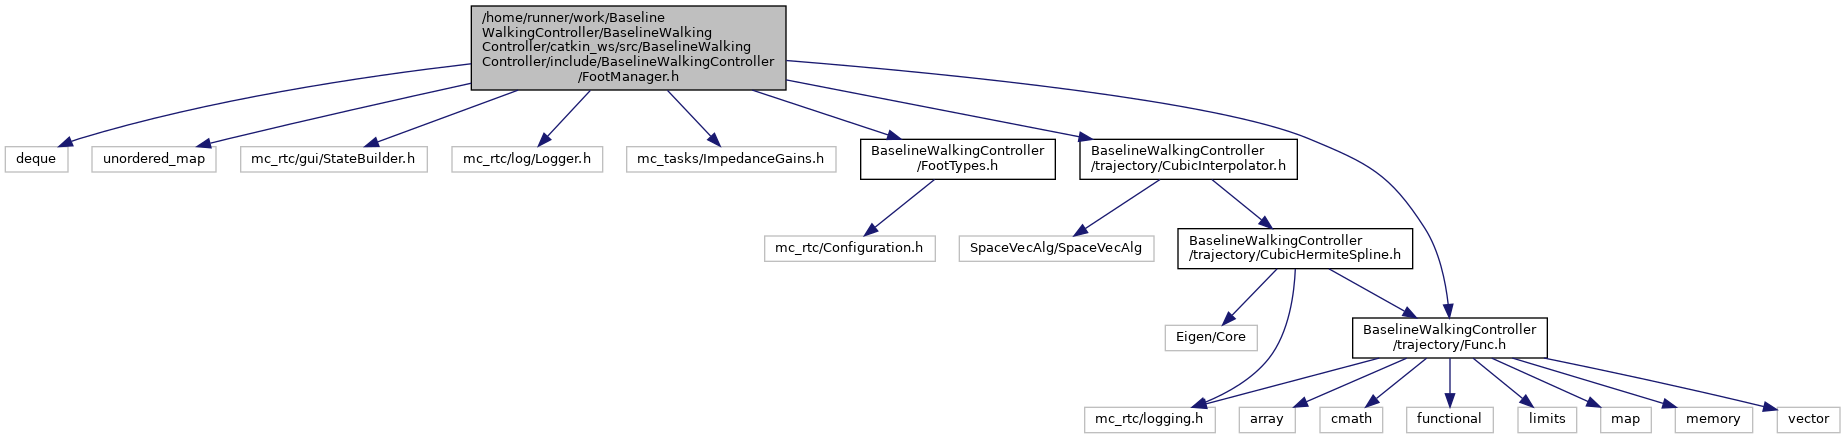 /home/runner/work/Baseline
WalkingController/BaselineWalking
Controller/catkin_ws/src/BaselineWalking
Controller/include/BaselineWalkingController
/FootManager.h
deque
unordered_map
mc_rtc/gui/StateBuilder.h
mc_rtc/log/Logger.h
mc_tasks/ImpedanceGains.h
BaselineWalkingController
/FootTypes.h
BaselineWalkingController
/trajectory/CubicInterpolator.h
mc_rtc/Configuration.h
SpaceVecAlg/SpaceVecAlg
BaselineWalkingController
/trajectory/CubicHermiteSpline.h
Eigen/Core
BaselineWalkingController
/trajectory/Func.h
mc_rtc/logging.h
array
cmath
functional
limits
map
memory
vector